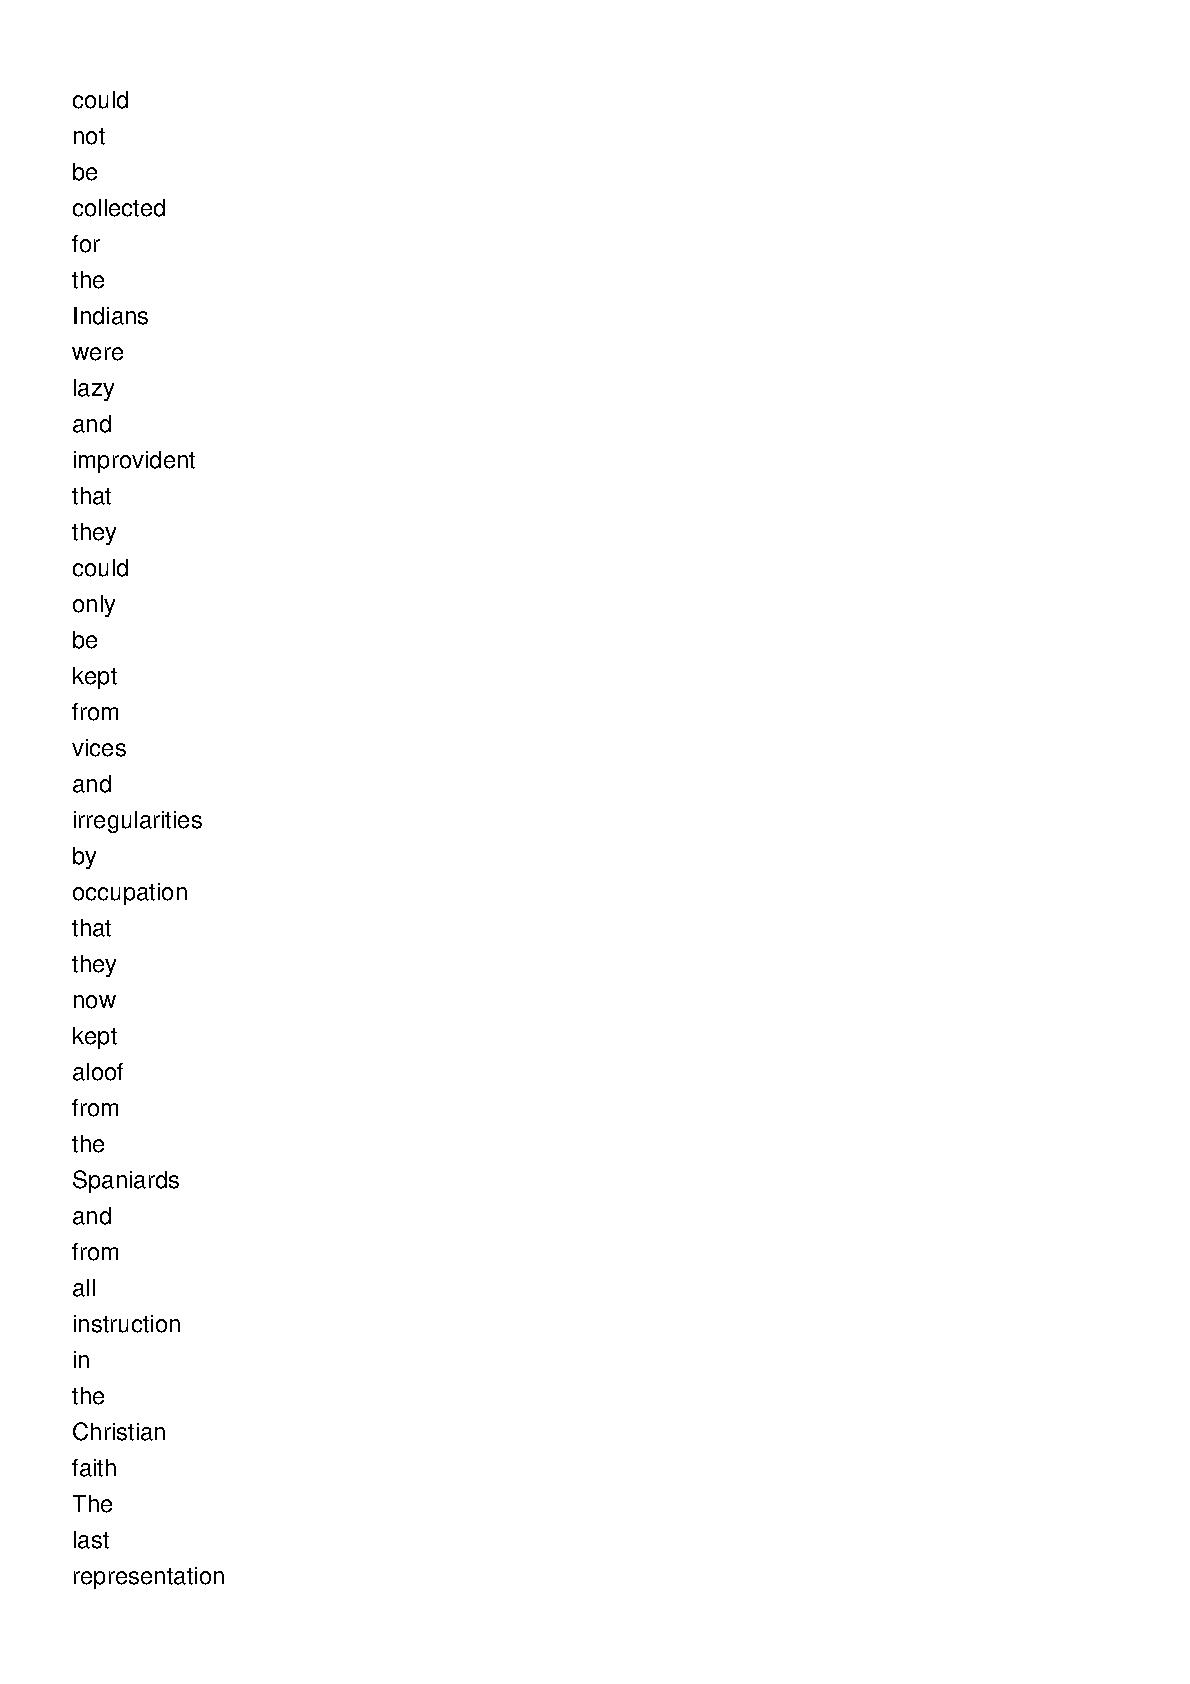 could
not
be
collected
for
the
Indians
were
lazy
and
improvident
that
they
could
only
be
kept
from
vices
and
irregularities
by
occupation
that
they
now
kept
aloof
from
the
Spaniards
and
from
all
instruction
in
the
Christian
faith
The
last
representation